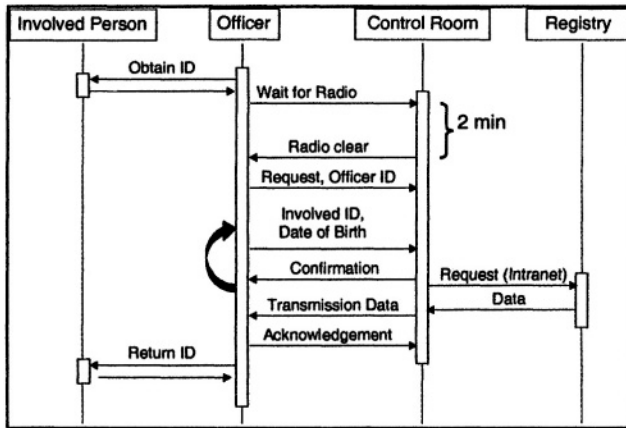 Involved Person
Officer
Control Room
Registry
Obtain ID
Wait for Radio
2 min
Radio clear
Request, Officer ID
Involved ID,
Date of Birth
Confirmation
Request (Intranet)
Data
Transmission Data
Acknowledgement
Return ID